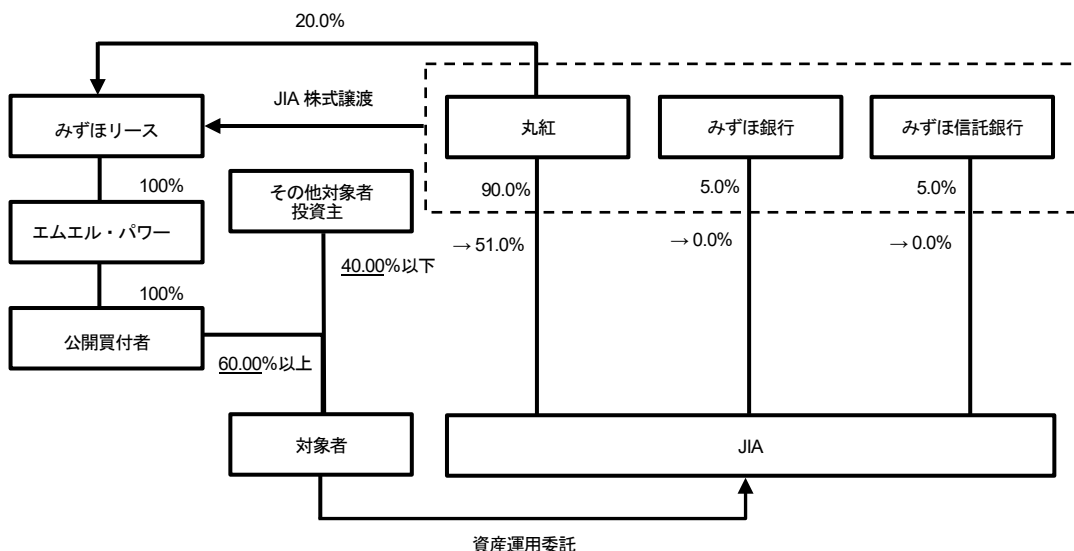 20.0%
JIA 株式譲渡
みずほリース
丸紅
みずほ銀行
みずほ信託銀行
100%
その他対象者
投資主
90.0%
5.0%
5.0%
エムエル・パワー
→ 51.0%
→ 0.0%
→ 0.0%
40.00%以下
100%
公開買付者
60.00%以上
対象者
JIA
資産運用委託